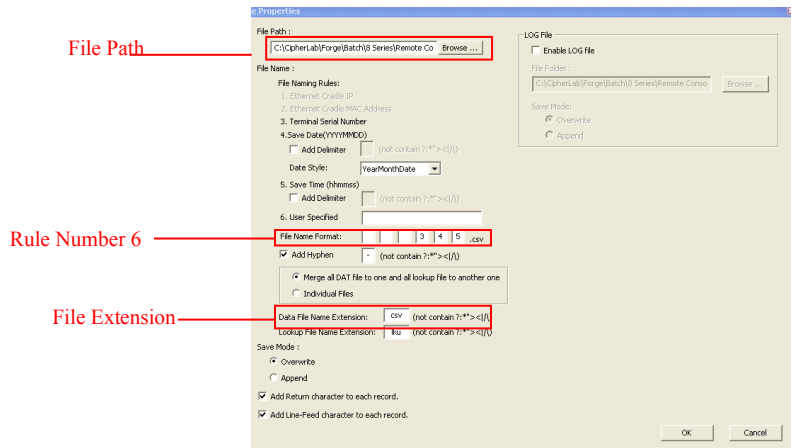 e Properties
File Path
File Path :
C:\CipherLab\Forge\Batch\8 Series\Remote Co
Browse ...
File Name :
File Naming Rules:
1. Ethernet Cradle IP
2. Ethernet Cradle MAC Address
3. Terminal Serial Number
4.Save Date(YYYYMMDD)
Add Delimiter (not contain ?:*"><|/\)
Date Style: YearMonthDate
5. Save Time (hhmmss)
Add Delimiter (not contain ?:*"><|/\)
6. User Specified
Rule Number 6
File Name Format: 3 4 5 .csv
Add Hyphen - (not contain ?:*"><|/\)
Merge all DAT file to one and all lookup file to another one
Individual Files
File Extension
Data File Name Extension: csv (not contain ?:*"><|/\)
Lookup File Name Extension: lku (not contain ?:*"><|/\)
Save Mode :
Overwrite
Append
Add Return character to each record.
Add Line-Feed character to each record.
LOG File
Enable LOG file
File Folder :
C:\CipherLab\Forge\Batch\8 Series\Remote Conso
Browse ...
Save Mode:
Overwrite
Append
OK
Cancel